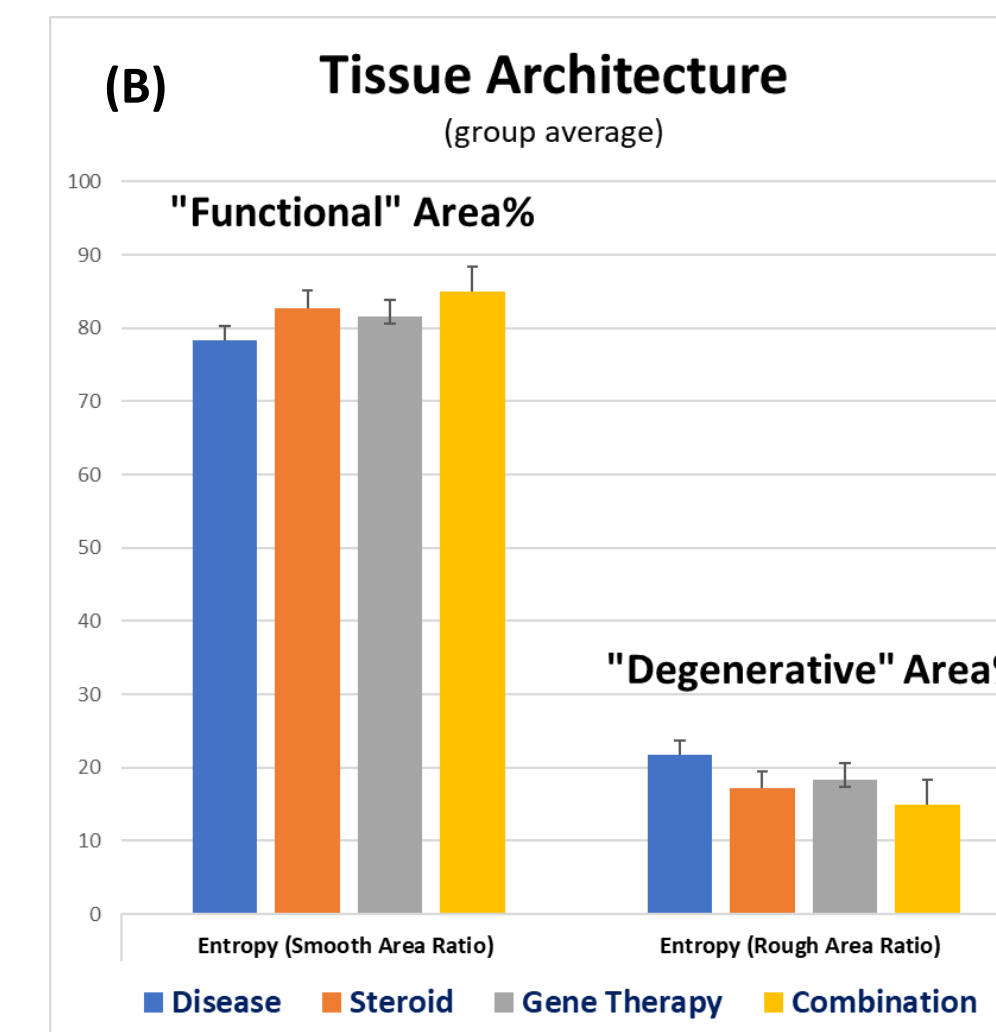 (B)
Tissue Architecture
(group average)
100
"Functional" Area%
90
80
70
60
50
40
"Degenerative" Area%
30
20
10
0
Entropy (Smooth Area Ratio) Entropy (Rough Area Ratio)
Disease Steroid Gene Therapy Combination